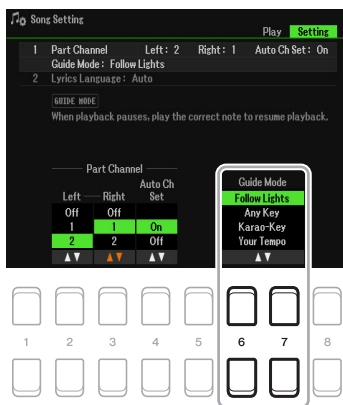 Song Setting
Play Setting
1 Part Channel Left: 2 Right: 1 Auto Ch Set: On
Guide Mode: Follow Lights
2 Lyrics Language: Auto
GUIDE MODE
When playback pauses, play the correct note to resume playback.
Part Channel
Left Right Auto Ch Set
Off Off
1 1 On
2 2 Off
Guide Mode
Follow Lights
Any Key
Karao-Key
Your Tempo
1 2 3 4 5 6 7 8